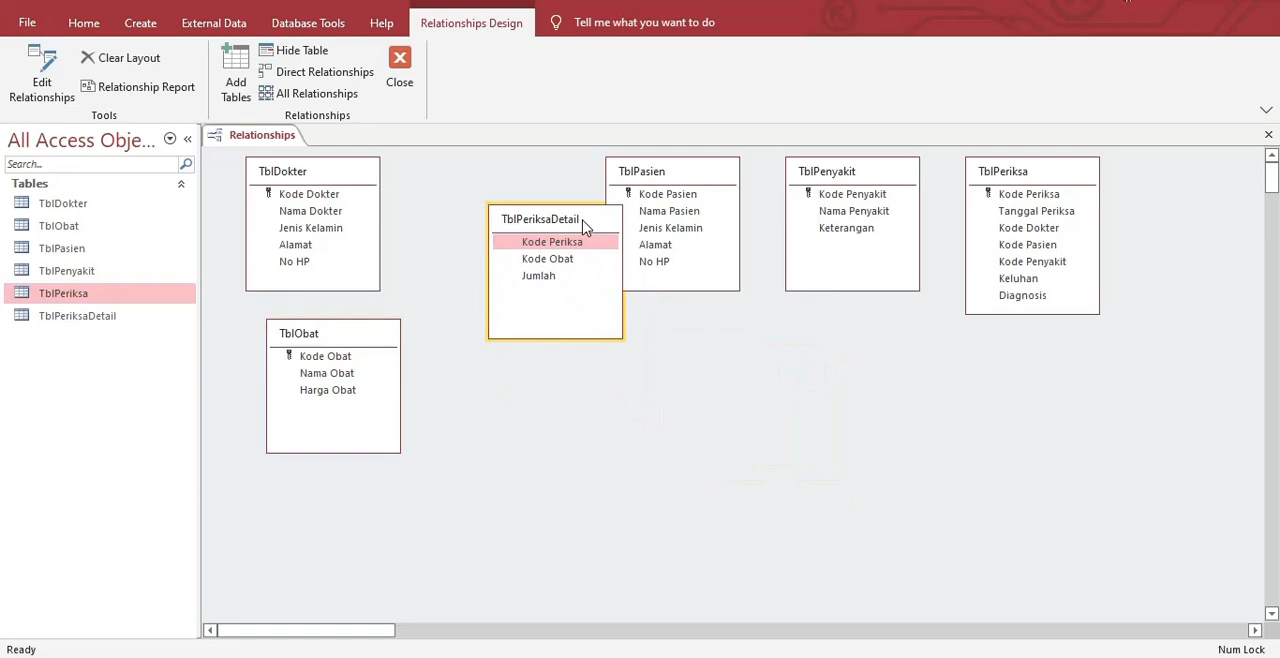 File
Home
Create
External Data
Database Tools
Help
Relationships Design
Tell me what you want to do
Edit Relationships
Clear Layout
Relationship Report
Tools
Add Tables
Hide Table
Direct Relationships
All Relationships
Close
Relationships
All Access Obje...
Search...
Tables
TblDokter
TblObat
TblPasien
TblPenyakit
TblPeriksa
TblPeriksaDetail
Relationships
TblDokter
Kode Dokter
Nama Dokter
Jenis Kelamin
Alamat
No HP
TblPeriksaDetail
Kode Periksa
Kode Obat
Jumlah
TblPasien
Kode Pasien
Nama Pasien
Jenis Kelamin
Alamat
No HP
TblPenyakit
Kode Penyakit
Nama Penyakit
Keterangan
TblPeriksa
Kode Periksa
Tanggal Periksa
Kode Dokter
Kode Pasien
Kode Penyakit
Keluhan
Diagnosis
TblObat
Kode Obat
Nama Obat
Harga Obat
Ready
Num Lock